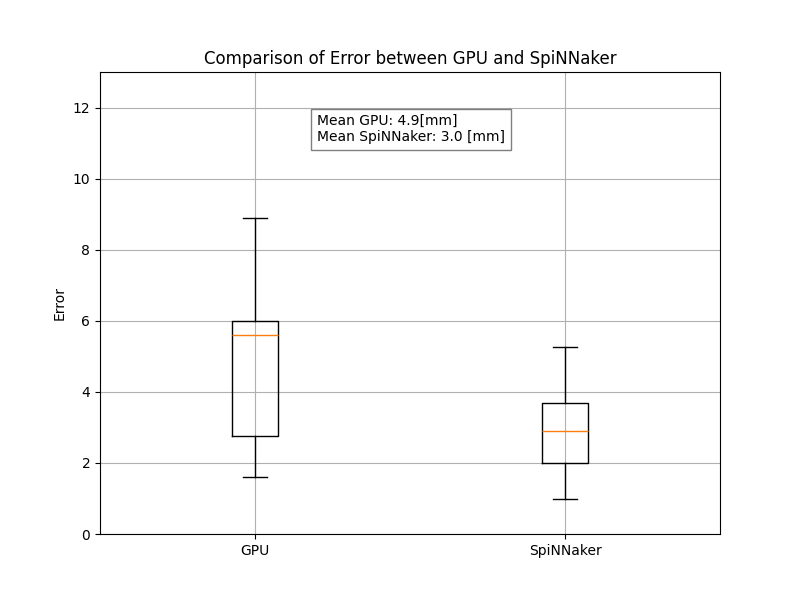 Comparison of Error between GPU and SpiNNaker
12
10
8
6
4
2
0
Error
Mean GPU: 4.9[mm]
Mean SpiNNaker: 3.0 [mm]
GPU
SpiNNaker